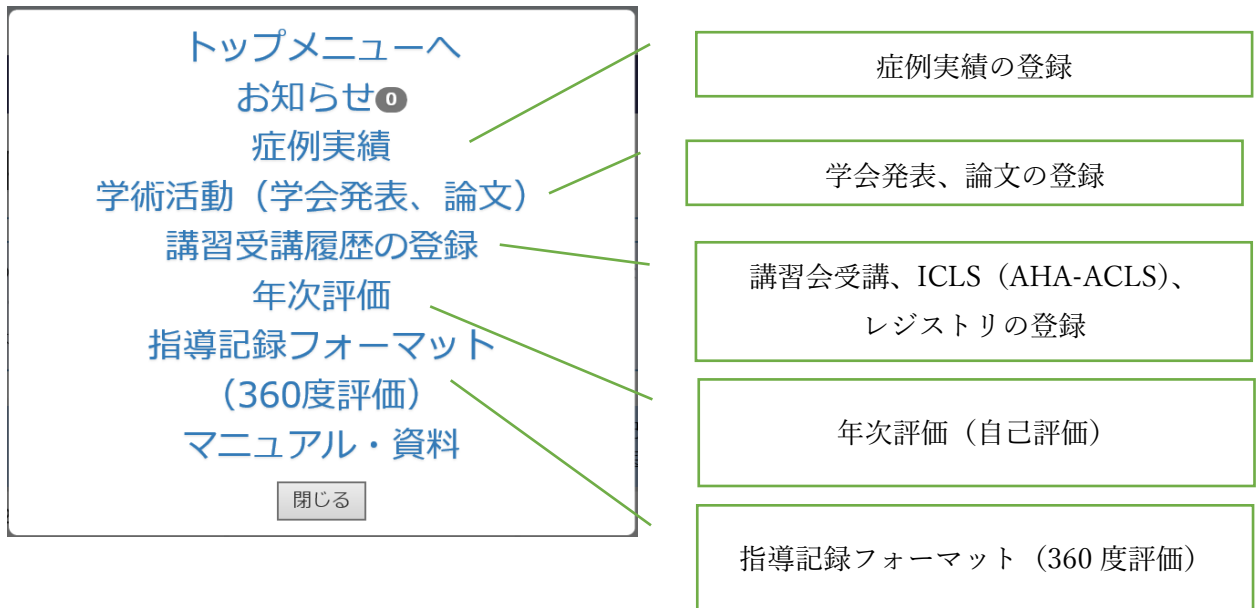 トップメニューへ
お知らせ0
症例実績
学術活動（学会発表、論文）
講習受講履歴の登録
年次評価
指導記録フォーマット
（360度評価）
マニュアル・資料
閉じる
症例実績の登録
学会発表、論文の登録
講習会受講、ICLS（AHA-ACLS）、
レジストリの登録
年次評価（自己評価）
指導記録フォーマット（360 度評価）